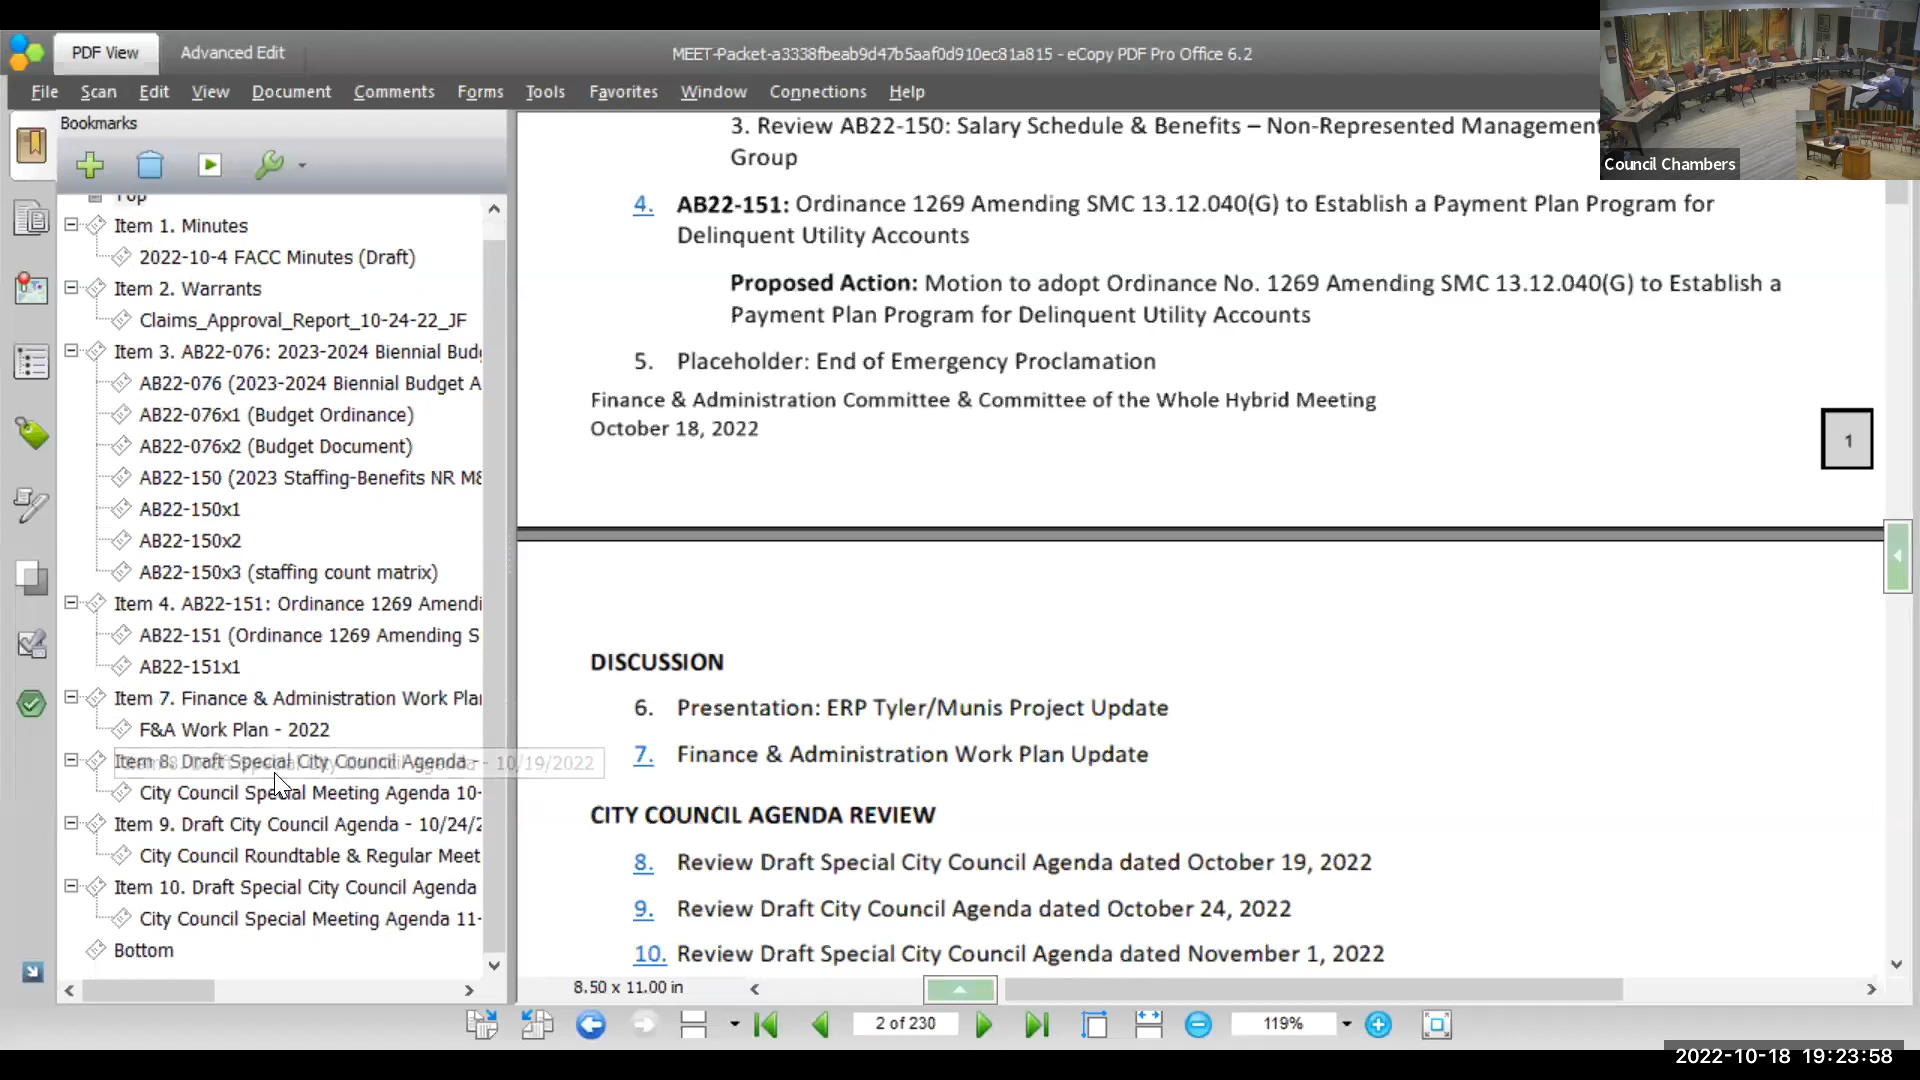 PDF View
Advanced Edit
MEET-Packet-a3338fbeab9d47b5aaf0d910ec81a815 - eCopy PDF Pro Office 6.2
File Scan Edit View Document Comments Forms Tools Favorites Window Connections Help
Council Chambers
Bookmarks
Top
Item 1. Minutes
2022-10-4 FACC Minutes (Draft)
Item 2. Warrants
Claims_Approval_Report_10-24-22_JF
Item 3. AB22-076: 2023-2024 Biennial Bud
AB22-076 (2023-2024 Biennial Budget A
AB22-076x1 (Budget Ordinance)
AB22-076x2 (Budget Document)
AB22-150 (2023 Staffing-Benefits NR M&
AB22-150x1
AB22-150x2
AB22-150x3 (staffing count matrix)
Item 4. AB22-151: Ordinance 1269 Amendi
AB22-151 (Ordinance 1269 Amending S
AB22-151x1
Item 7. Finance & Administration Work Pla
F&A Work Plan - 2022
Item 8. Draft Special City Council Agenda - 10/19/2022
City Council Special Meeting Agenda 10-
Item 9. Draft City Council Agenda - 10/24/2
City Council Roundtable & Regular Meet
Item 10. Draft Special City Council Agenda
City Council Special Meeting Agenda 11-
Bottom
3. Review AB22-150: Salary Schedule & Benefits – Non-Represented Management
Group
4. AB22-151: Ordinance 1269 Amending SMC 13.12.040(G) to Establish a Payment Plan Program for
Delinquent Utility Accounts
Proposed Action: Motion to adopt Ordinance No. 1269 Amending SMC 13.12.040(G) to Establish a
Payment Plan Program for Delinquent Utility Accounts
5. Placeholder: End of Emergency Proclamation
Finance & Administration Committee & Committee of the Whole Hybrid Meeting
October 18, 2022
1
DISCUSSION
6. Presentation: ERP Tyler/Munis Project Update
7. Finance & Administration Work Plan Update
CITY COUNCIL AGENDA REVIEW
8. Review Draft Special City Council Agenda dated October 19, 2022
9. Review Draft City Council Agenda dated October 24, 2022
10. Review Draft Special City Council Agenda dated November 1, 2022
8.50 x 11.00 in
2 of 230
119%
2022-10-18 19:23:58